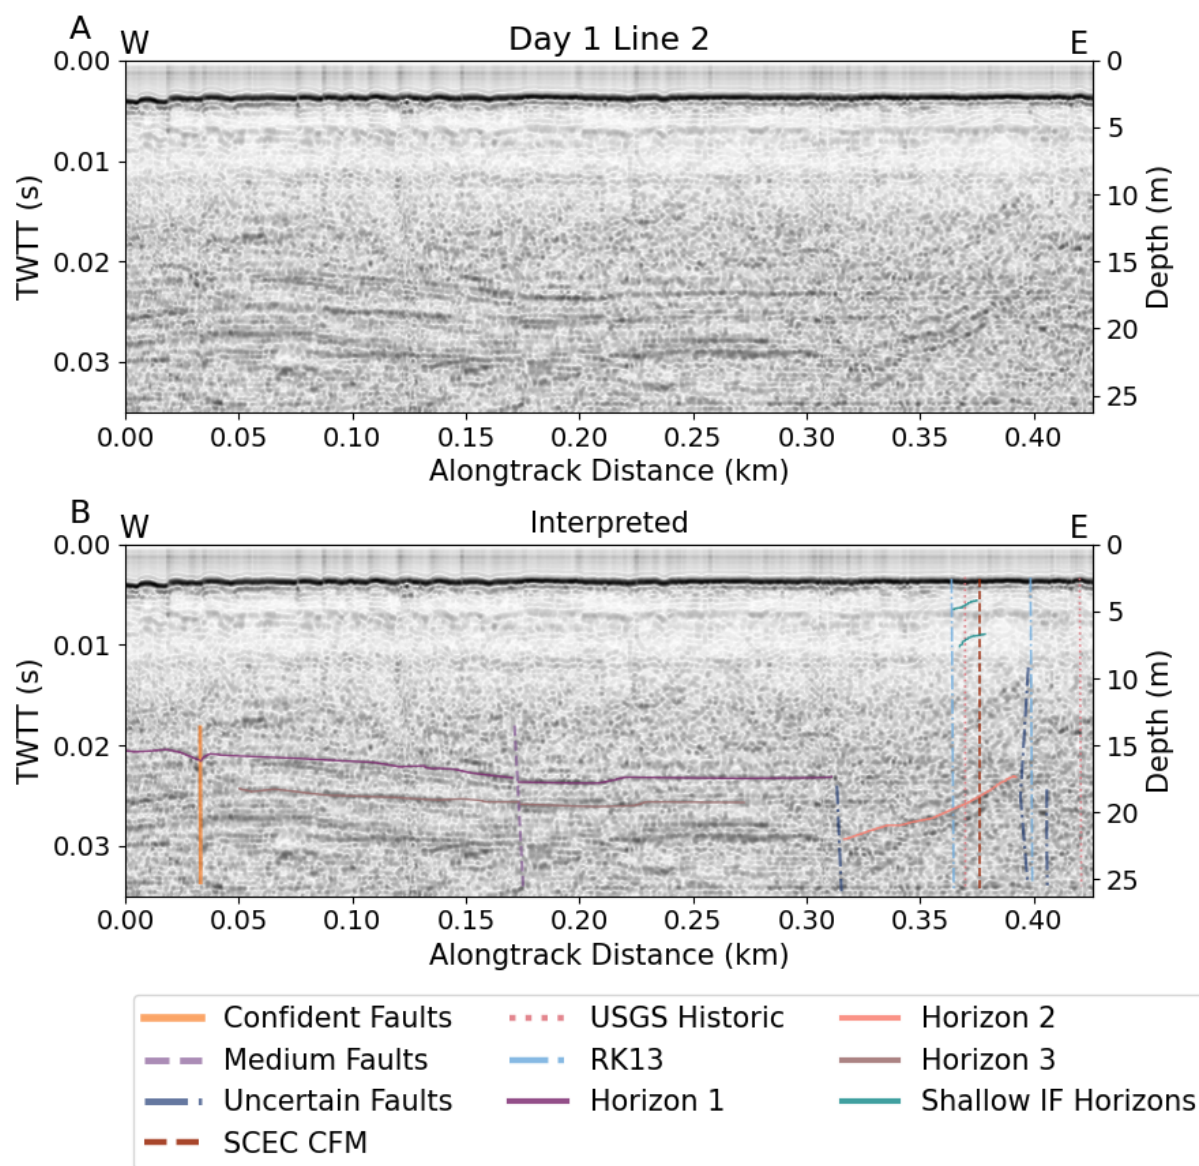 A
W
Day 1 Line 2
E
0.00
0.01
0.02
0.03
TWTT (s)
0
5
10
15
20
25
Depth (m)
0.00 0.05 0.10 0.15 0.20 0.25 0.30 0.35 0.40
Alongtrack Distance (km)
B
W
Interpreted
E
0.00
0.01
0.02
0.03
TWTT (s)
0
5
10
15
20
25
Depth (m)
0.00 0.05 0.10 0.15 0.20 0.25 0.30 0.35 0.40
Alongtrack Distance (km)
Confident Faults
Medium Faults
Uncertain Faults
SCEC CFM
USGS Historic
RK13
Horizon 1
Horizon 2
Horizon 3
Shallow IF Horizons